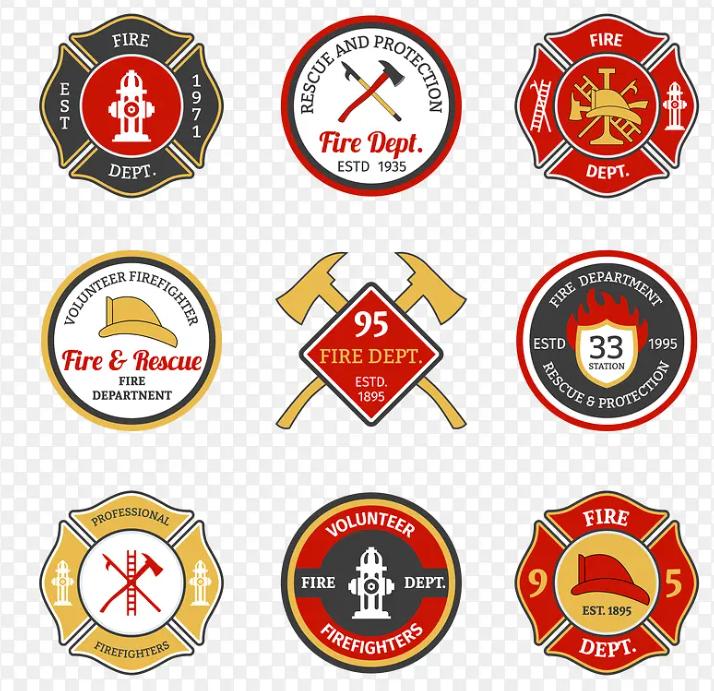 FIRE
EST
1971
DEPT.
RESCUE AND PROTECTION
Fire Dept.
ESTD 1935
FIRE
DEPT.
VOLUNTEER FIREFIGHTER
Fire & Rescue
FIRE
DEPARTMENT
95
FIRE DEPT.
ESTD.
1895
FIRE DEPARTMENT
ESTD 1995
33
STATION
RESCUE & PROTECTION
PROFESSIONAL
FIREFIGHTERS
VOLUNTEER
FIRE DEPT.
FIREFIGHTERS
FIRE
9 5
EST. 1895
DEPT.